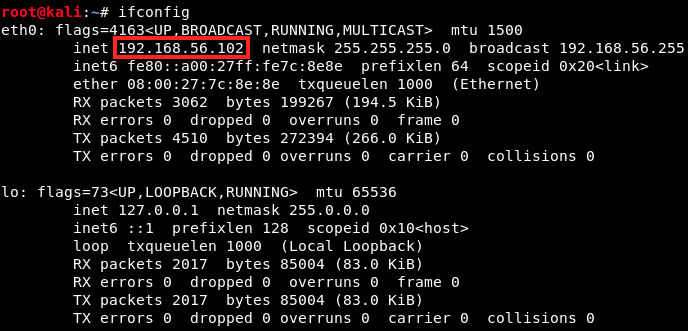 root@kali:~# ifconfig
eth0: flags=4163<UP,BROADCAST,RUNNING,MULTICAST>  mtu 1500
inet 192.168.56.102  netmask 255.255.255.0  broadcast 192.168.56.255
inet6 fe80::a00:27ff:fe7c:8e8e  prefixlen 64  scopeid 0x20<link>
ether 08:00:27:7c:8e:8e  txqueuelen 1000  (Ethernet)
RX packets 3062  bytes 199267 (194.5 KiB)
RX errors 0  dropped 0  overruns 0  frame 0
TX packets 4510  bytes 272394 (266.0 KiB)
TX errors 0  dropped 0 overruns 0  carrier 0  collisions 0
lo: flags=73<UP,LOOPBACK,RUNNING>  mtu 65536
inet 127.0.0.1  netmask 255.0.0.0
inet6 ::1  prefixlen 128  scopeid 0x10<host>
loop  txqueuelen 1000  (Local Loopback)
RX packets 2017  bytes 85004 (83.0 KiB)
RX errors 0  dropped 0  overruns 0  frame 0
TX packets 2017  bytes 85004 (83.0 KiB)
TX errors 0  dropped 0 overruns 0  carrier 0  collisions 0